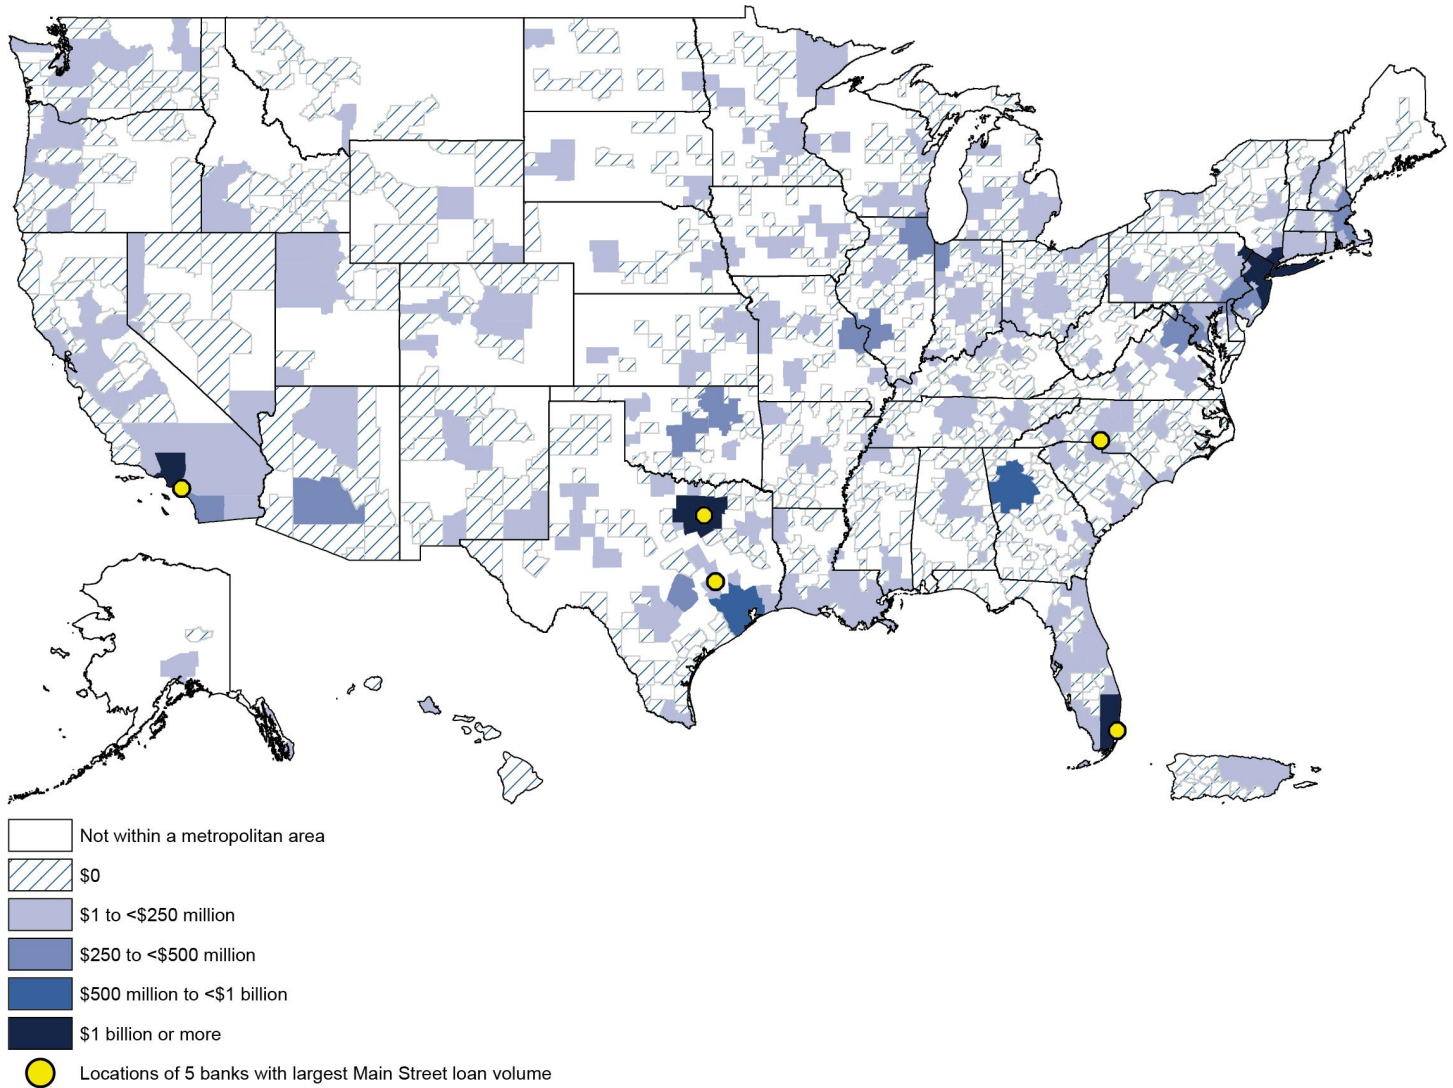 Not within a metropolitan area
$0
$1 to <$250 million
$250 to <$500 million
$500 million to <$1 billion
$1 billion or more
Locations of 5 banks with largest Main Street loan volume